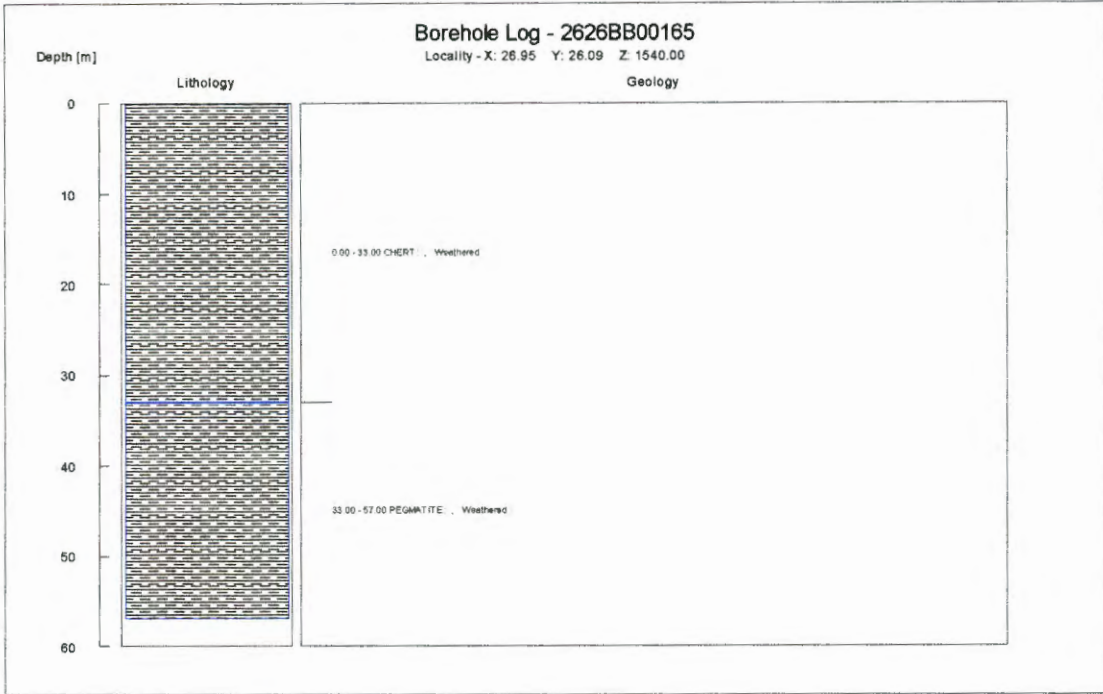 Borehole Log - 2626BB00165
Locality - X: 26.95 Y: 26.09 Z: 1540.00
Depth [m]
Lithology
Geology
0
10
0.00 - 33.00 CHERT: , Weathered
20
30
40
33.00 - 57.00 PEGMATITE: , Weathered
50
60